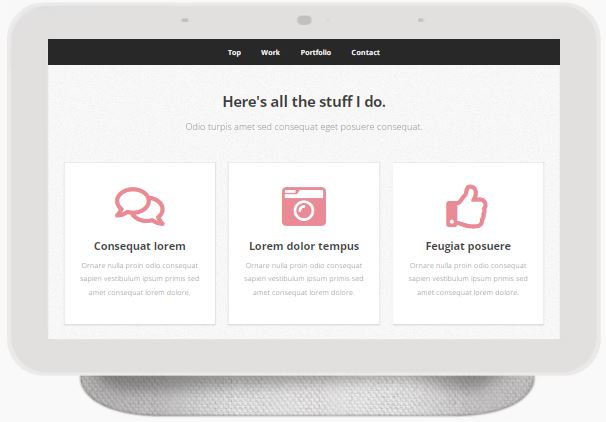 Top Work Portfolio Contact
Here's all the stuff I do.
Odio turpis amet sed consequat eget posuere consequat.
Consequat lorem
Ornare nulla proin odio consequat
sapien vestibulum ipsum primis sed
amet consequat lorem dolore.
Lorem dolor tempus
Ornare nulla proin odio consequat
sapien vestibulum ipsum primis sed
amet consequat lorem dolore.
Feugiat posuere
Ornare nulla proin odio consequat
sapien vestibulum ipsum primis sed
amet consequat lorem dolore.